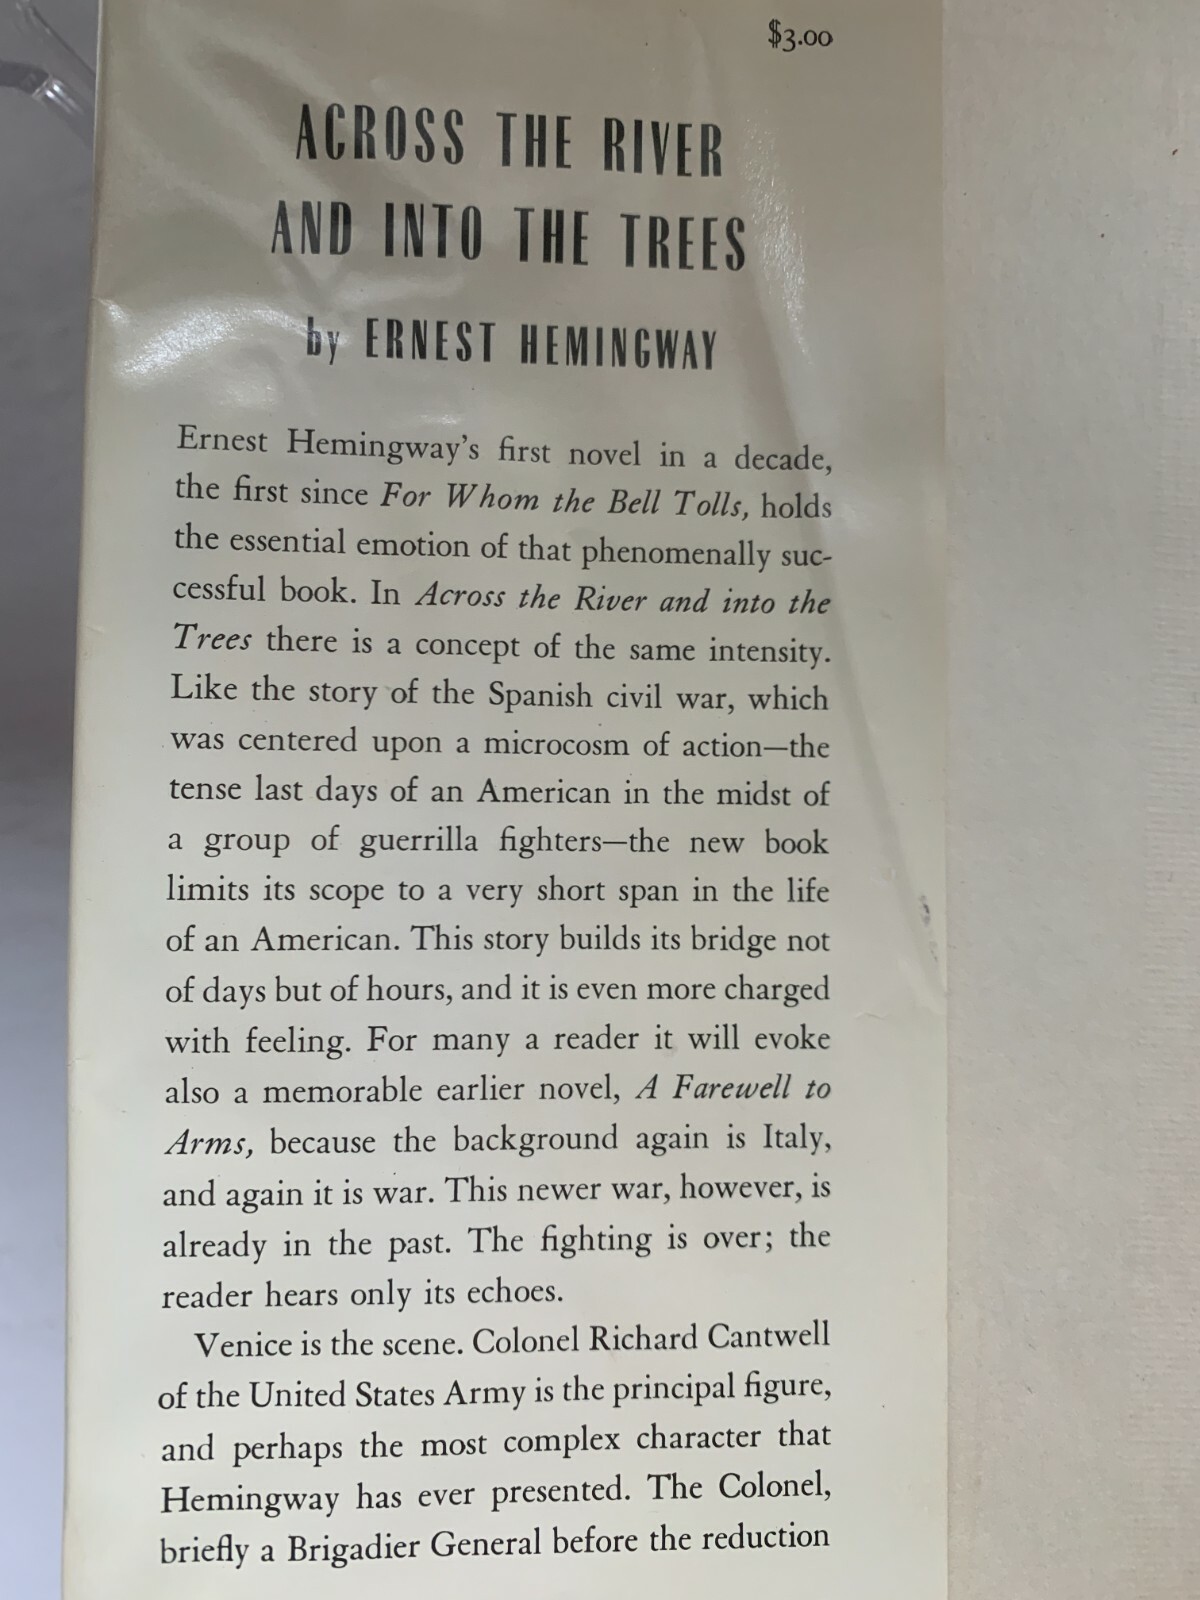 $3.00
ACROSS THE RIVER
AND INTO THE TREES
by ERNEST HEMINGWAY
Ernest Hemingway's first novel in a decade,
the first since For Whom the Bell Tolls, holds
the essential emotion of that phenomenally suc-
cessful book. In Across the River and into the
Trees there is a concept of the same intensity.
Like the story of the Spanish civil war, which
was centered upon a microcosm of action—the
tense last days of an American in the midst of
a group of guerrilla fighters—the new book
limits its scope to a very short span in the life
of an American. This story builds its bridge not
of days but of hours, and it is even more charged
with feeling. For many a reader it will evoke
also a memorable earlier novel, A Farewell to
Arms, because the background again is Italy,
and again it is war. This newer war, however, is
already in the past. The fighting is over; the
reader hears only its echoes.
Venice is the scene. Colonel Richard Cantwell
of the United States Army is the principal figure,
and perhaps the most complex character that
Hemingway has ever presented. The Colonel,
briefly a Brigadier General before the reduction